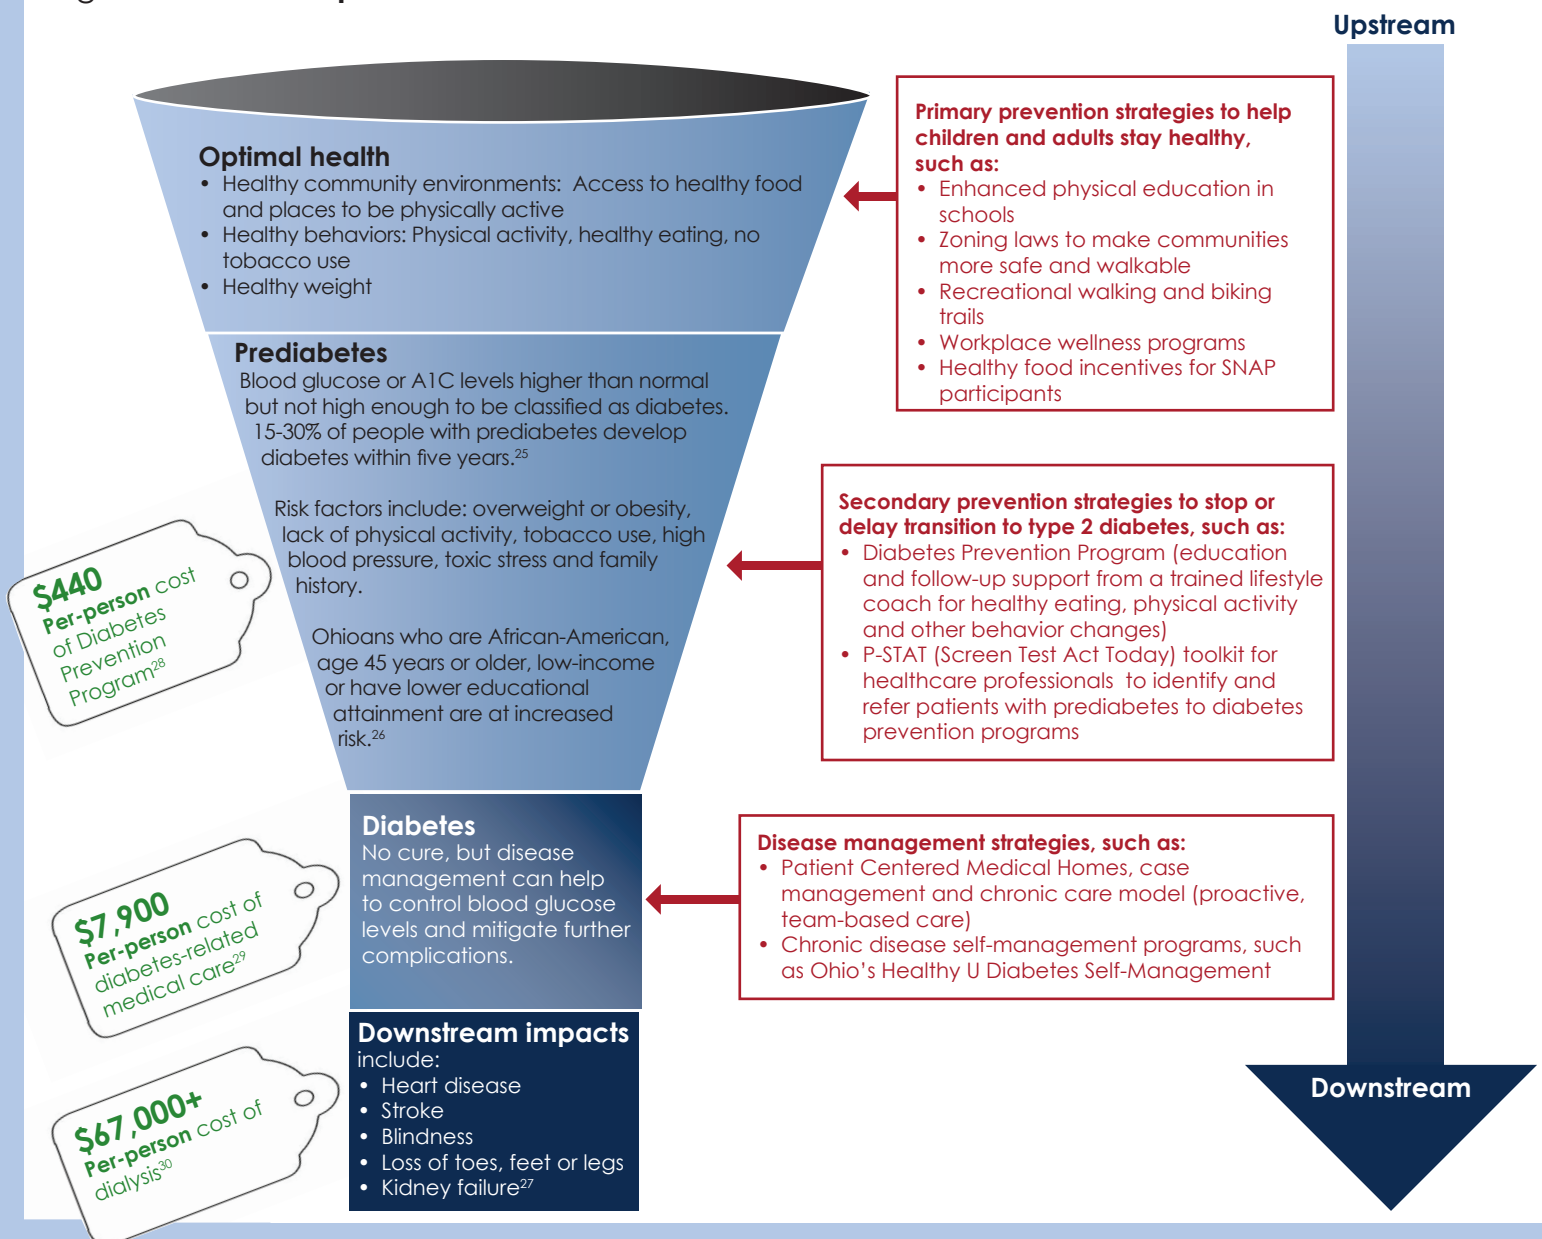 Upstream
Optimal health
• Healthy community environments:  Access to healthy food
and places to be physically active
• Healthy behaviors: Physical activity, healthy eating, no
tobacco use
• Healthy weight
Primary prevention strategies to help
children and adults stay healthy,
such as:
• Enhanced physical education in
schools
• Zoning laws to make communities
more safe and walkable
• Recreational walking and biking
trails
• Workplace wellness programs
• Healthy food incentives for SNAP
participants
Prediabetes
Blood glucose or A1C levels higher than normal
but not high enough to be classified as diabetes.
15-30% of people with prediabetes develop
diabetes within five years.25
Risk factors include: overweight or obesity,
lack of physical activity, tobacco use, high
blood pressure, toxic stress and family
history.
Ohioans who are African-American,
age 45 years or older, low-income
or have lower educational
attainment are at increased
risk.26
Secondary prevention strategies to stop or
delay transition to type 2 diabetes, such as:
• Diabetes Prevention Program (education
and follow-up support from a trained lifestyle
coach for healthy eating, physical activity
and other behavior changes)
• P-STAT (Screen Test Act Today) toolkit for
healthcare professionals  to identify and
refer patients with prediabetes to diabetes
prevention programs
$440
Per-person cost
of Diabetes
Prevention
Program28
Diabetes
No cure, but disease
management can help
to control blood glucose
levels and mitigate further
complications.
Disease management strategies, such as:
• Patient Centered Medical Homes, case
management and chronic care model (proactive,
team-based care)
• Chronic disease self-management programs, such
as Ohio's Healthy U Diabetes Self-Management
$7,900
Per-person cost of
diabetes-related
medical care29
Downstream impacts
include:
• Heart disease
• Stroke
• Blindness
• Loss of toes, feet or legs
• Kidney failure27
$67,000+
Per-person cost of
dialysis30
Downstream